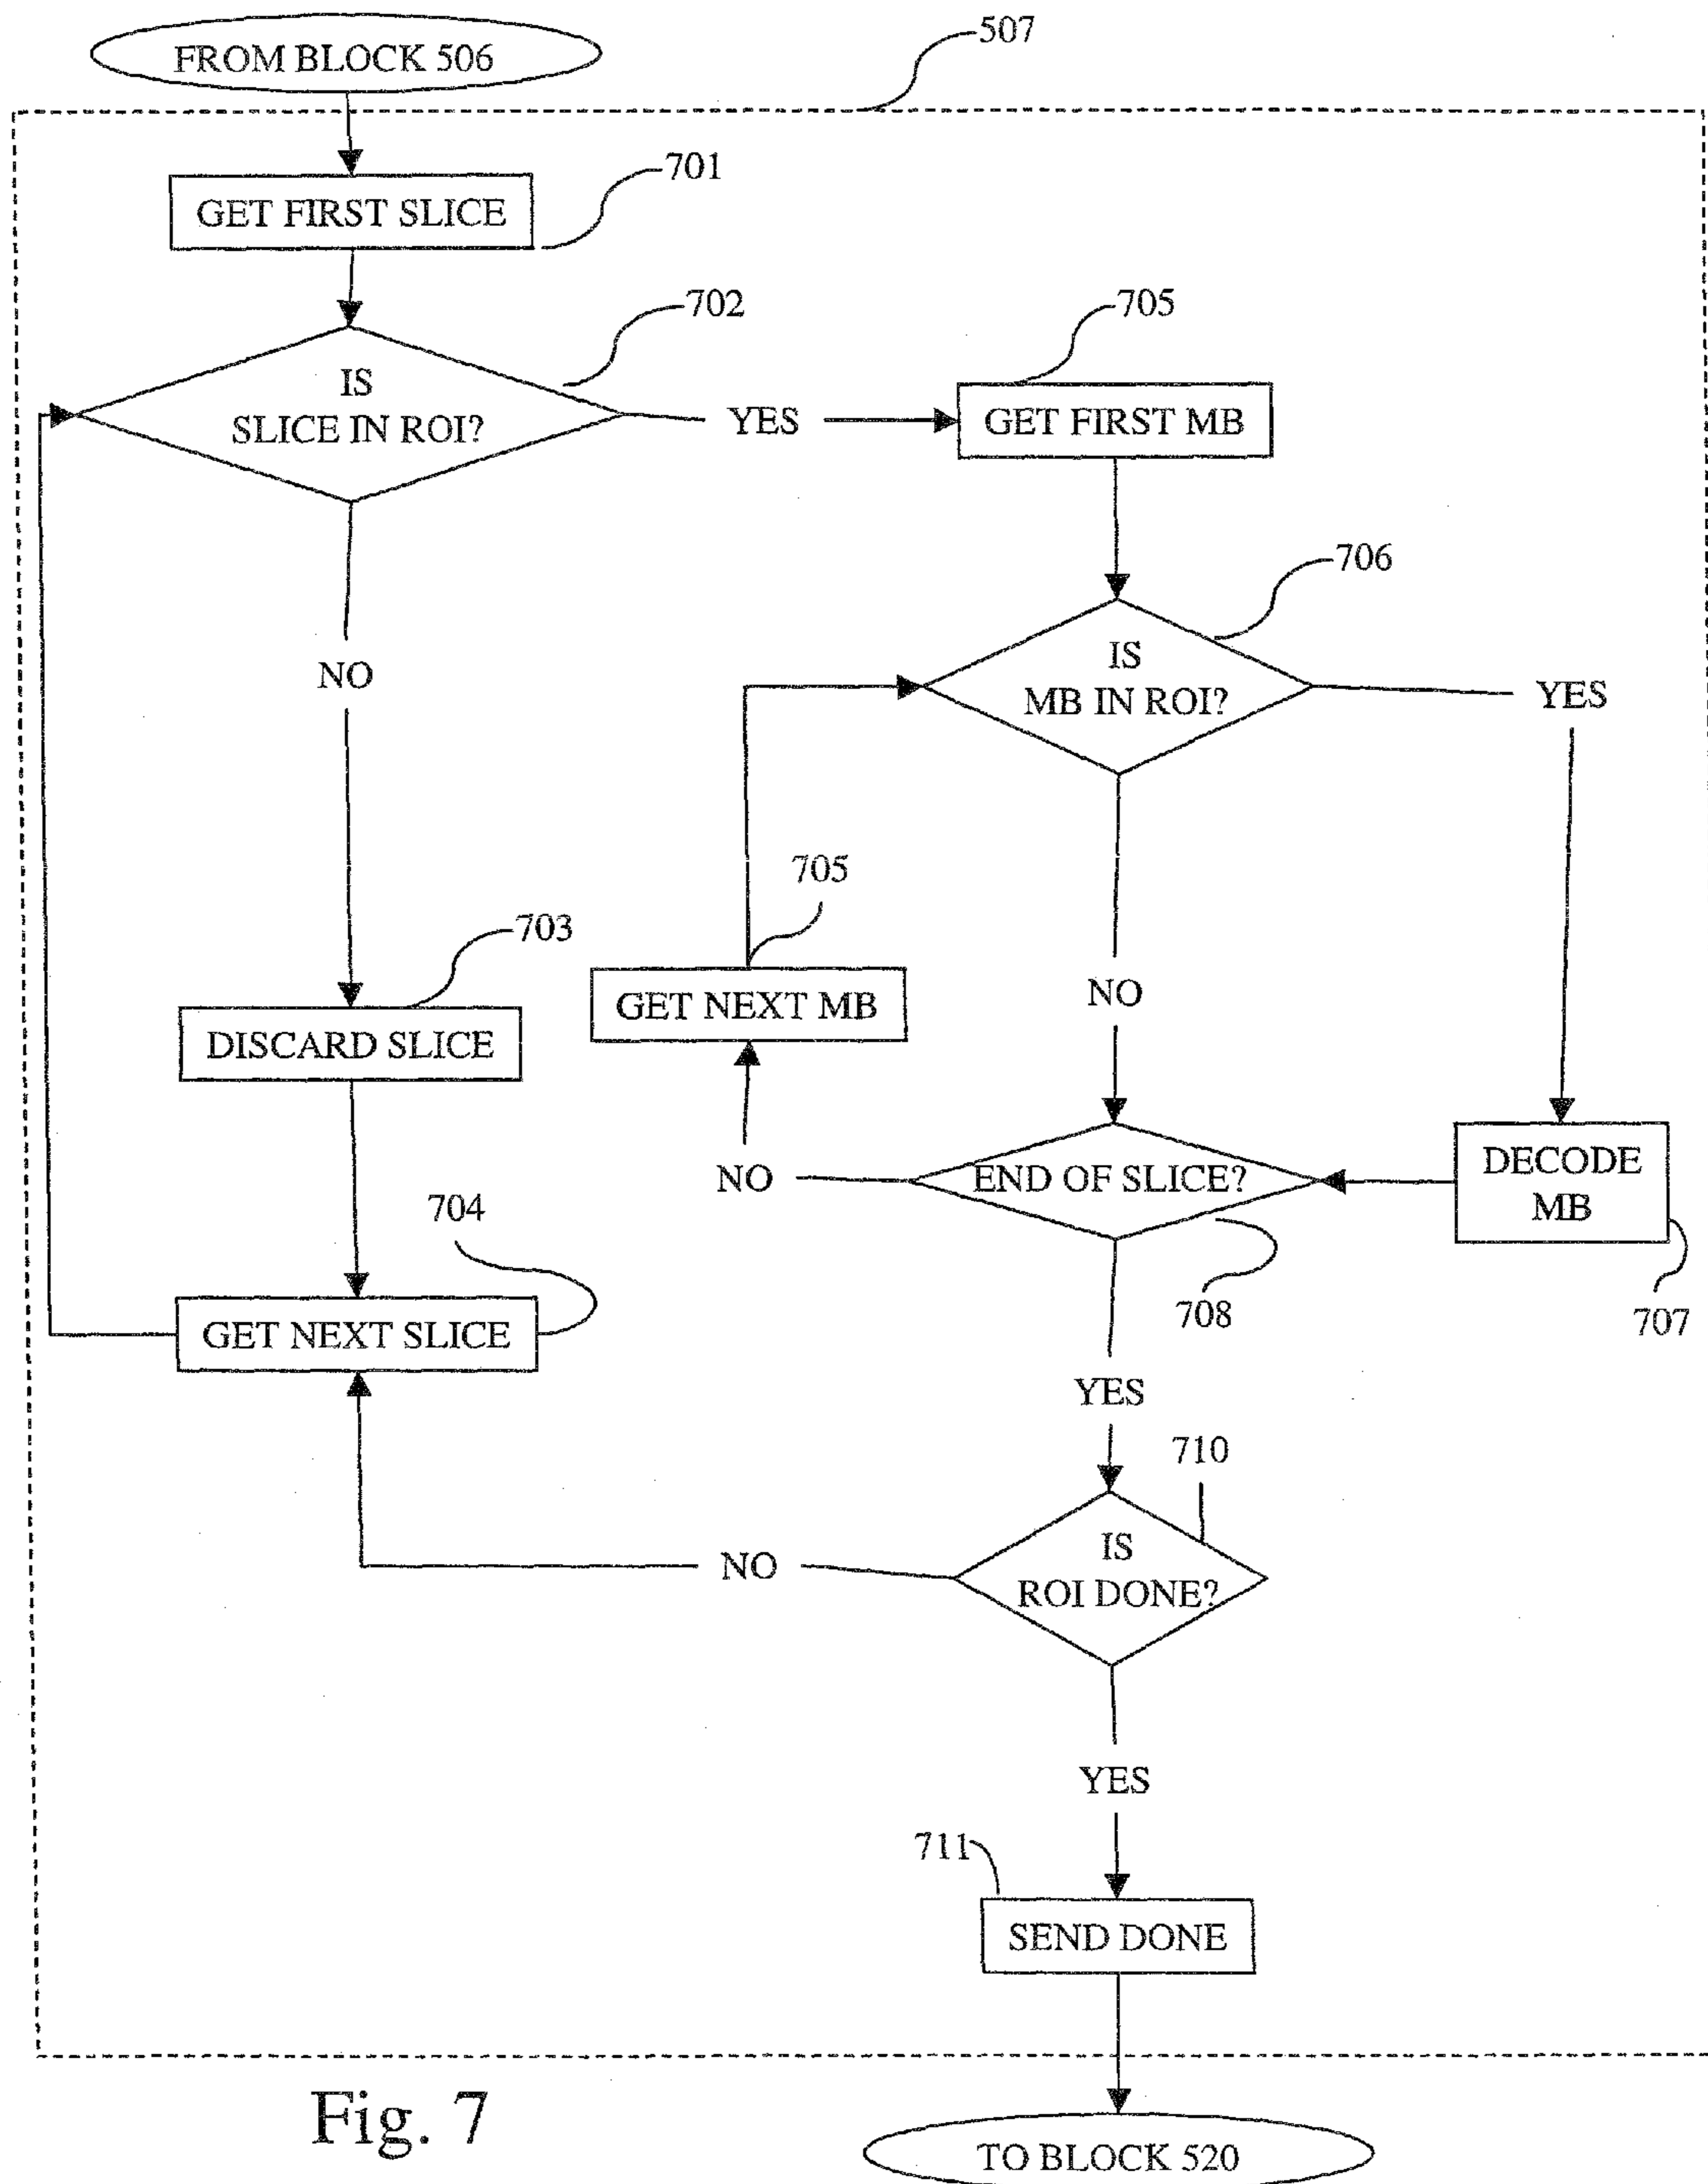 FROM BLOCK 506
507
GET FIRST SLICE
701
IS
SLICE IN ROI?
702
YES
705
GET FIRST MB
706
IS
MB IN ROI?
YES
NO
705
GET NEXT MB
NO
703
DISCARD SLICE
NO
END OF SLICE?
708
DECODE
MB
707
704
GET NEXT SLICE
YES
710
IS
ROI DONE?
NO
YES
711
SEND DONE
Fig. 7
TO BLOCK 520